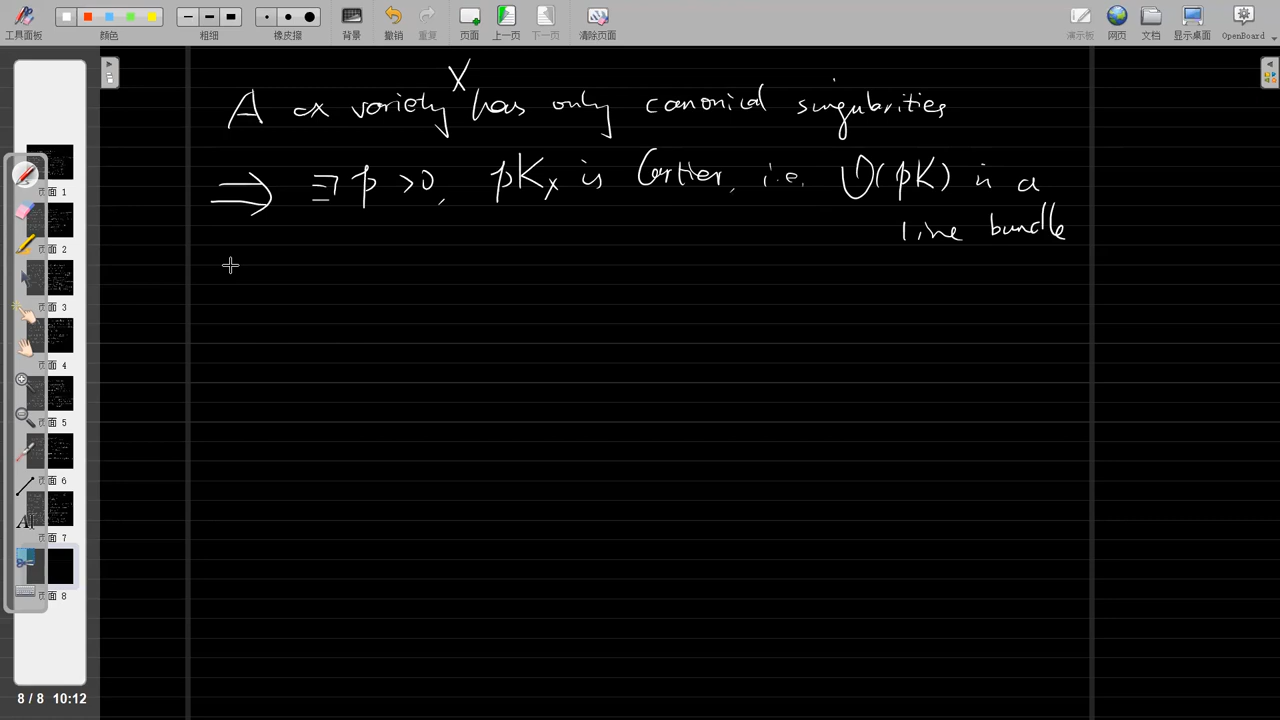 工具面板 颜色 粗细 橡皮擦 背景 撤销 重复 页面 上一页 下一页 清除页面 演示板 网页 文档 显示桌面 OpenBoard
X
A cx variety has only canonical singularities
⟹ ∃ p > 0, pK_X is Cartier, i.e. O(pK) is a
line bundle
页面 1
页面 2
页面 3
页面 4
页面 5
页面 6
页面 7
页面 8
8 / 8 10:12